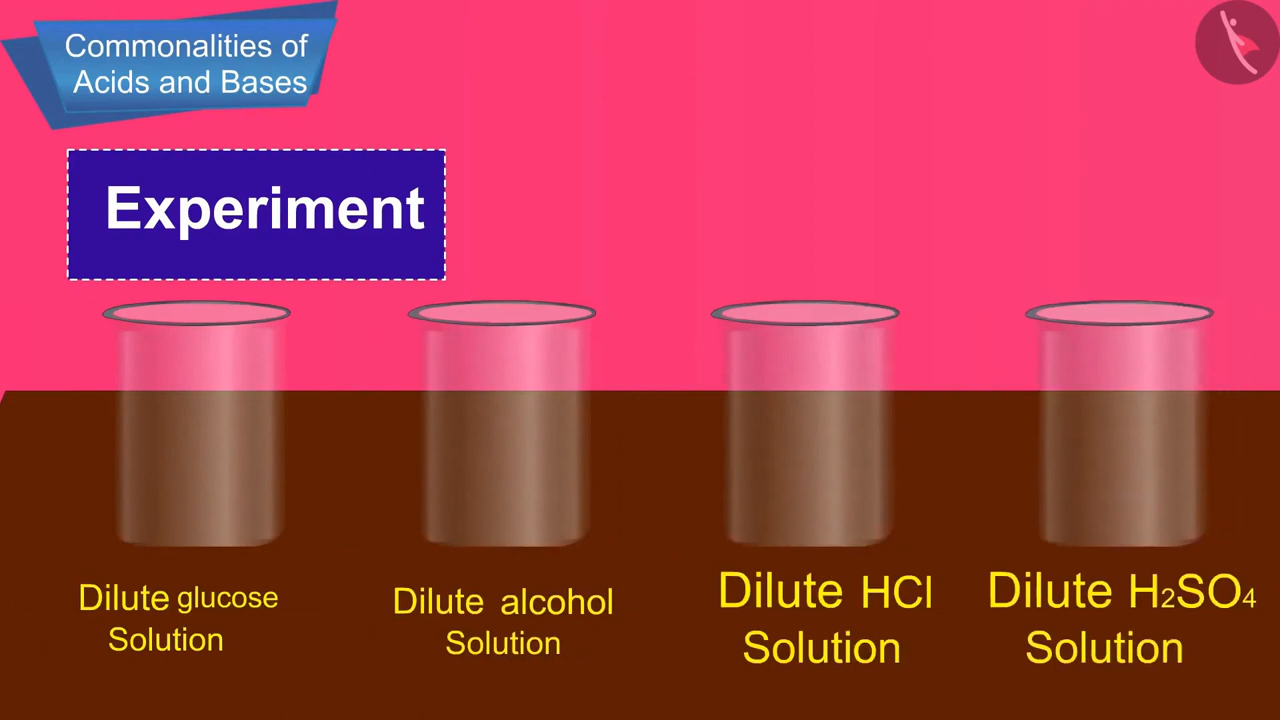 Commonalities of
Acids and Bases
Experiment
Dilute glucose
Solution
Dilute alcohol
Solution
Dilute HCl
Solution
Dilute H₂SO₄
Solution